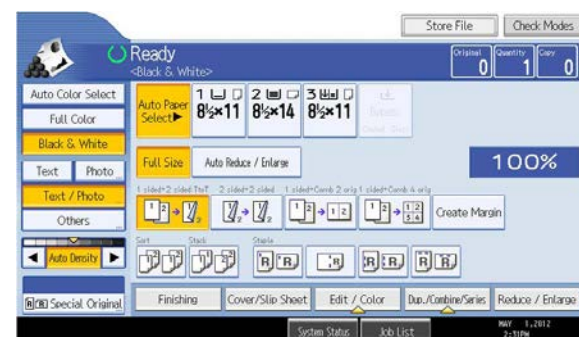 Store File
Check Modes
Ready
<Black & White>
Original
0
Quantity
1
Copy
0
Auto Color Select
Full Color
Black & White
Text
Photo
Text / Photo
Others
Auto Density
Special Original
Auto Paper
Select▶
1
8½×11
2
8½×14
3
8½×11
Full Size
Auto Reduce / Enlarge
100%
1 sided→2 sided TtoT
2 sided→2 sided
1 sided→Comb 2 orig
1 sided→Comb 4 orig
Create Margin
Sort
Stack
Staple
Finishing
Cover/Slip Sheet
Edit / Color
Dup./Combine/Series
Reduce / Enlarge
System Status
Job List
MAY 1,2012
2:31PM